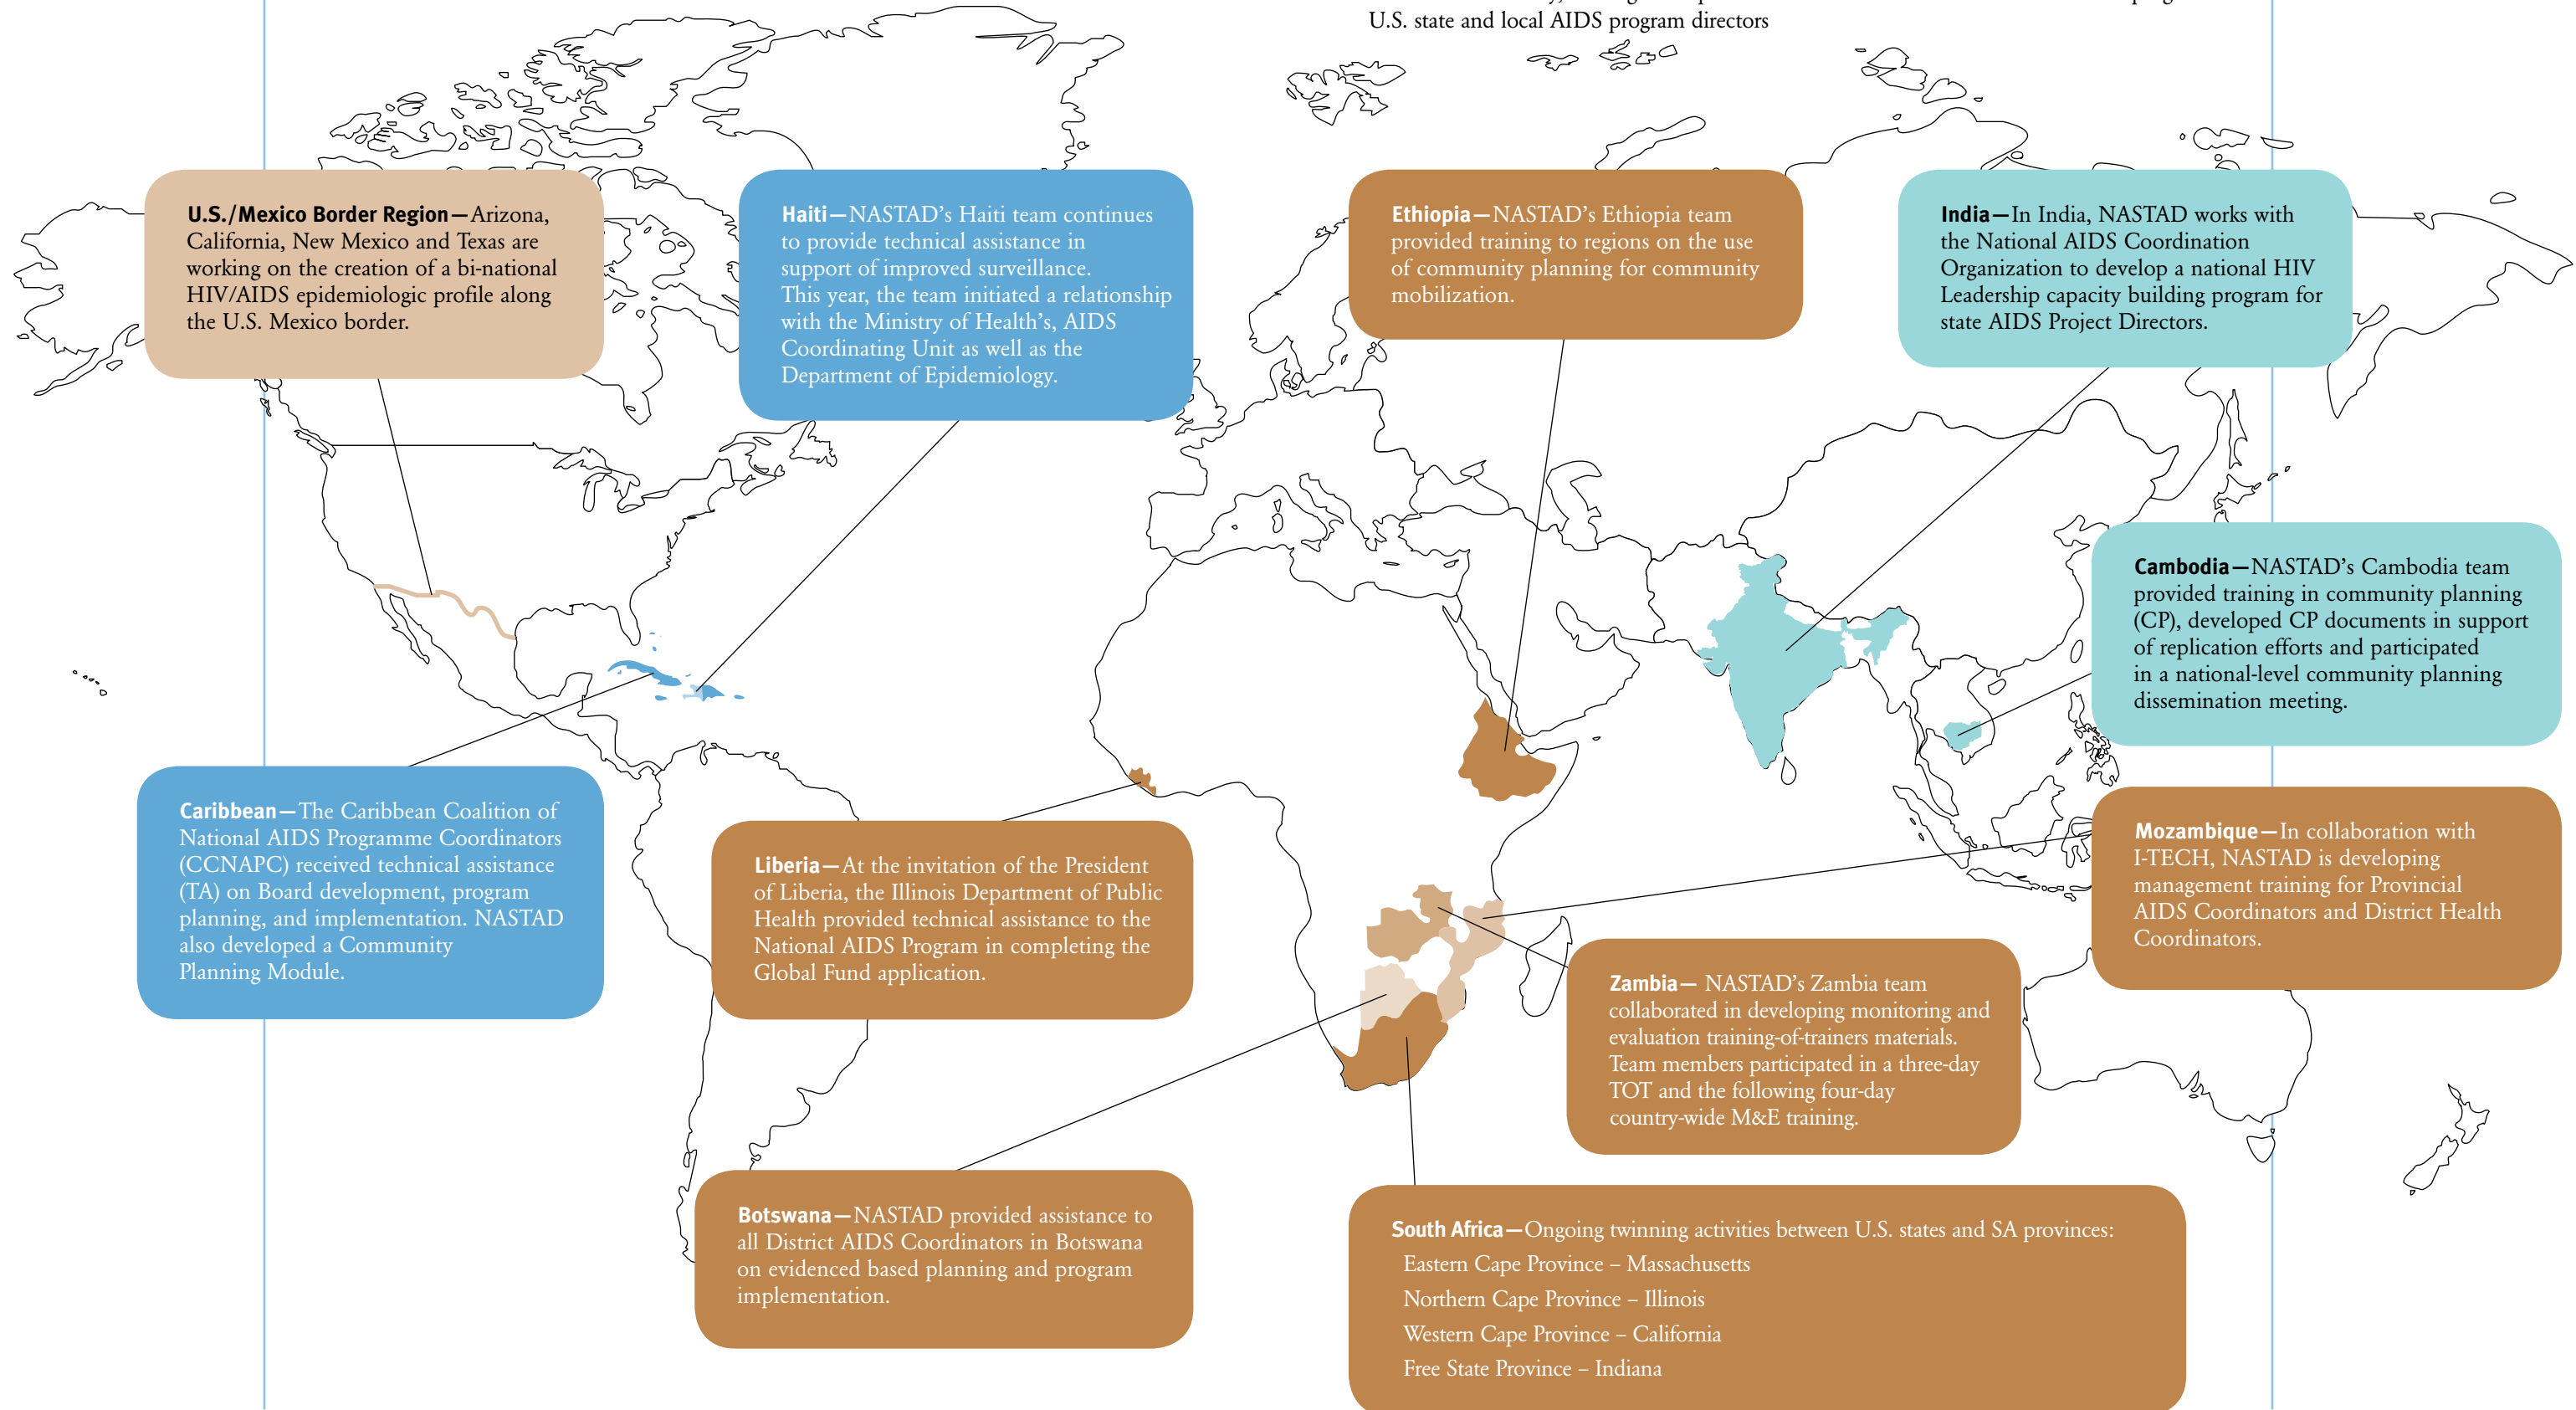 U.S. state and local AIDS program directors
U.S./Mexico Border Region—Arizona,
California, New Mexico and Texas are
working on the creation of a bi-national
HIV/AIDS epidemiologic profile along
the U.S. Mexico border.
Haiti—NASTAD’s Haiti team continues
to provide technical assistance in
support of improved surveillance.
This year, the team initiated a relationship
with the Ministry of Health’s, AIDS
Coordinating Unit as well as the
Department of Epidemiology.
Ethiopia—NASTAD’s Ethiopia team
provided training to regions on the use
of community planning for community
mobilization.
India—In India, NASTAD works with
the National AIDS Coordination
Organization to develop a national HIV
Leadership capacity building program for
state AIDS Project Directors.
Cambodia—NASTAD’s Cambodia team
provided training in community planning
(CP), developed CP documents in support
of replication efforts and participated
in a national-level community planning
dissemination meeting.
Caribbean—The Caribbean Coalition of
National AIDS Programme Coordinators
(CCNAPC) received technical assistance
(TA) on Board development, program
planning, and implementation. NASTAD
also developed a Community
Planning Module.
Liberia—At the invitation of the President
of Liberia, the Illinois Department of Public
Health provided technical assistance to the
National AIDS Program in completing the
Global Fund application.
Mozambique—In collaboration with
I-TECH, NASTAD is developing
management training for Provincial
AIDS Coordinators and District Health
Coordinators.
Zambia— NASTAD’s Zambia team
collaborated in developing monitoring and
evaluation training-of-trainers materials.
Team members participated in a three-day
TOT and the following four-day
country-wide M&E training.
Botswana—NASTAD provided assistance to
all District AIDS Coordinators in Botswana
on evidenced based planning and program
implementation.
South Africa—Ongoing twinning activities between U.S. states and SA provinces:
Eastern Cape Province – Massachusetts
Northern Cape Province – Illinois
Western Cape Province – California
Free State Province – Indiana